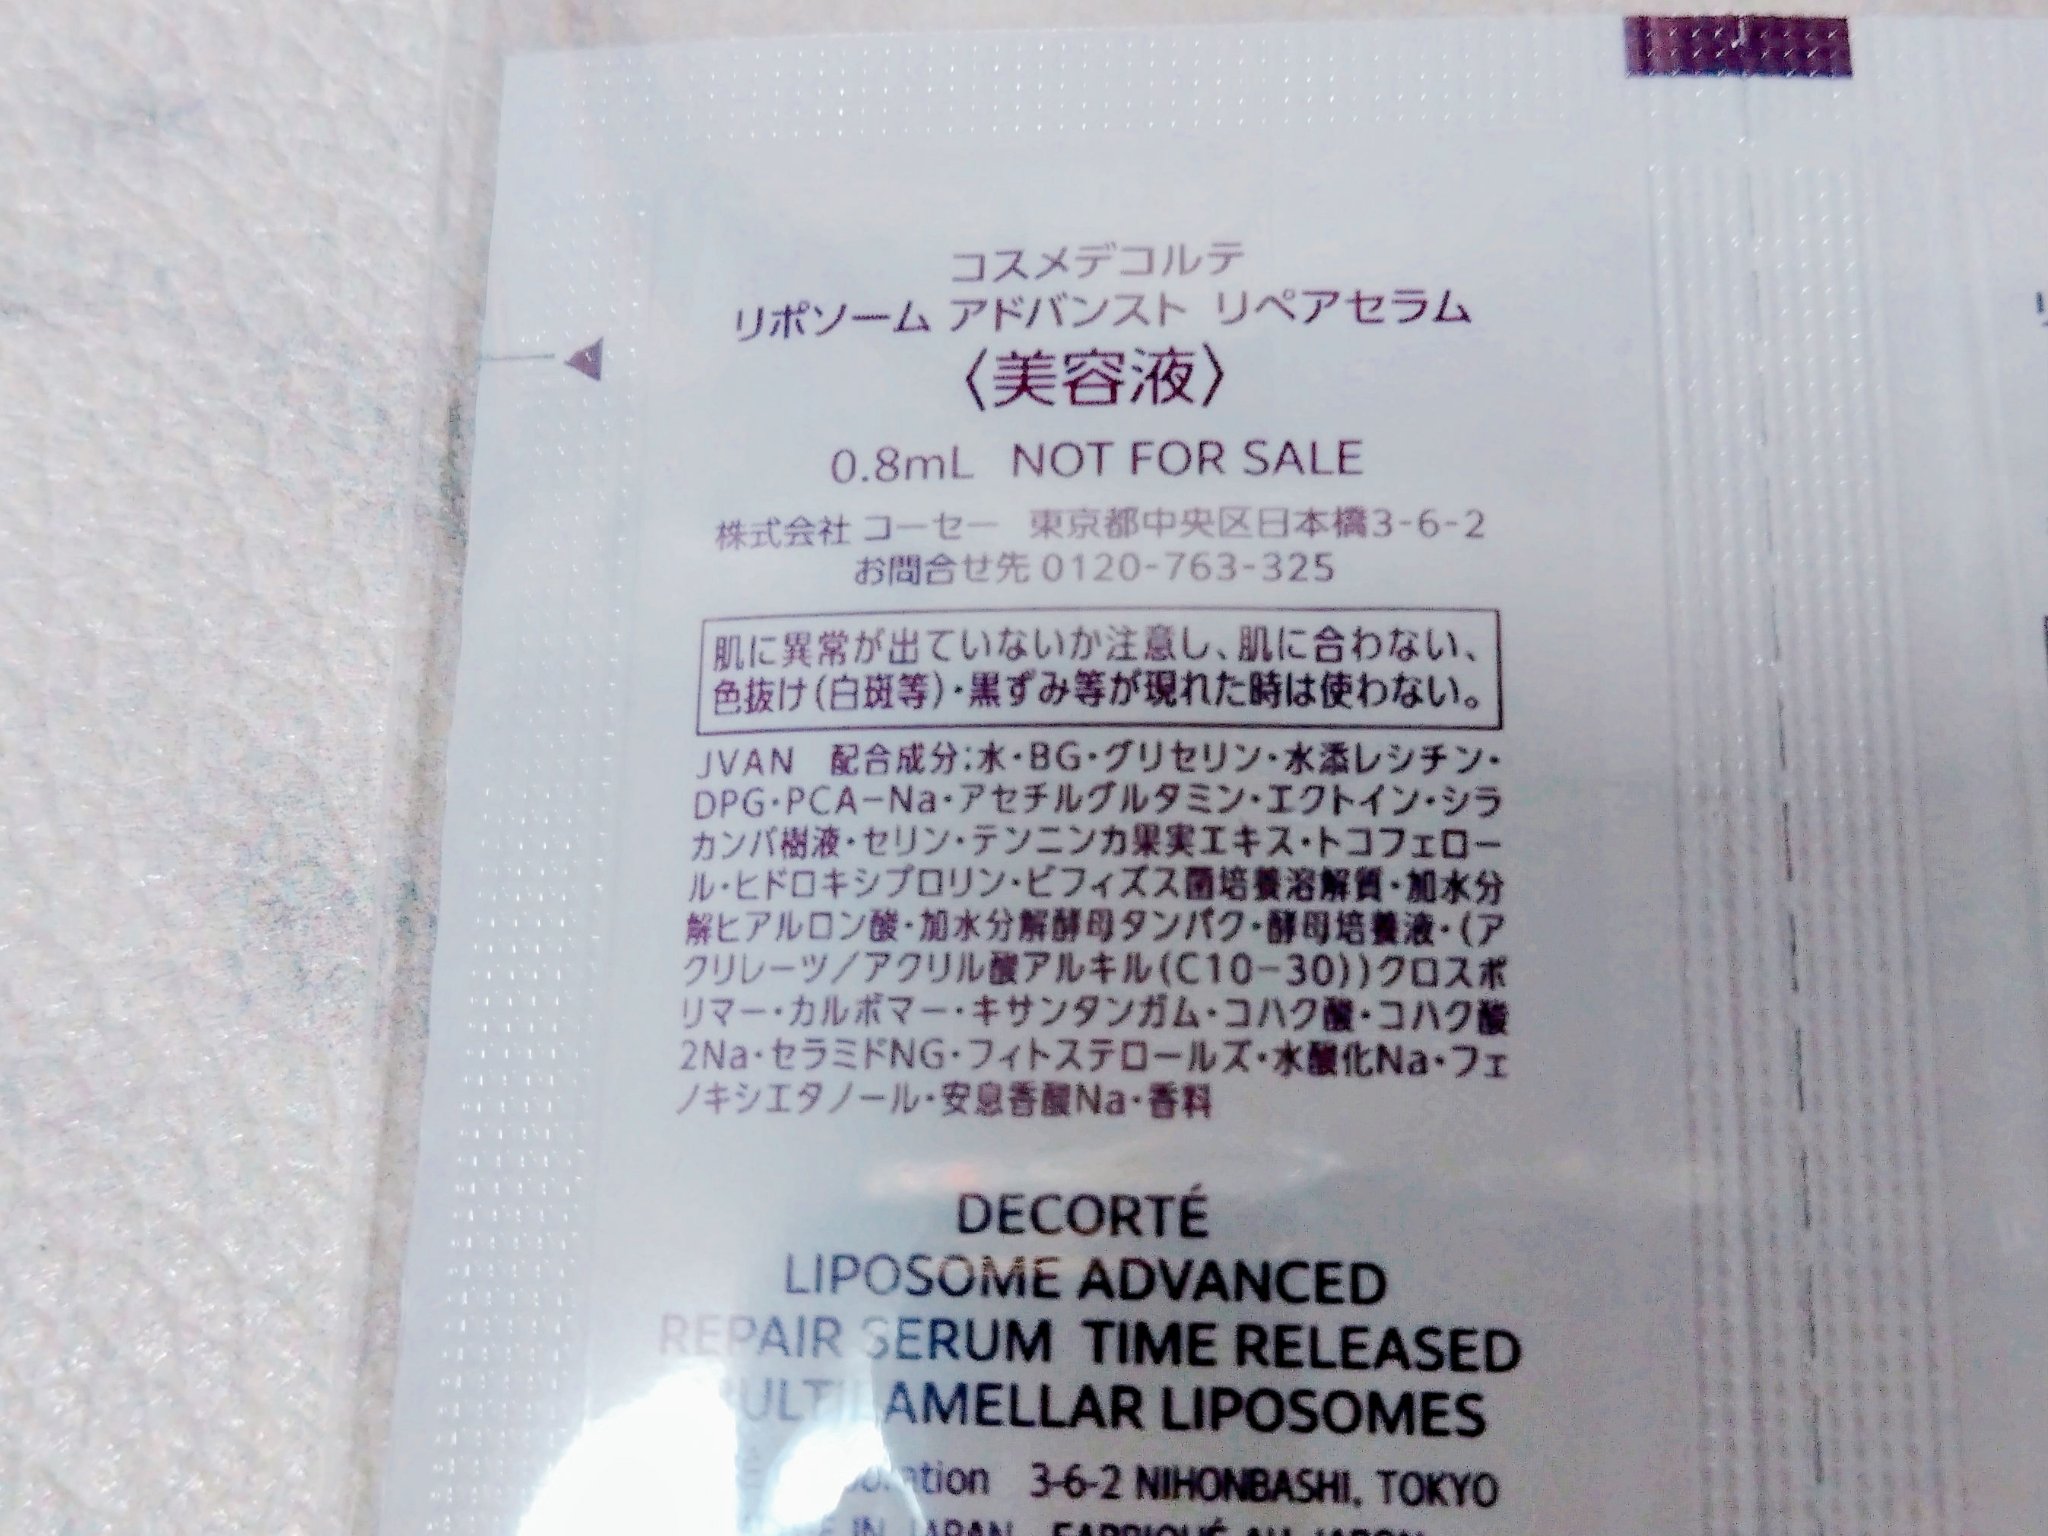 コスメデコルテ
リポソーム アドバンスト リペアセラム
〈美容液〉
0.8mL NOT FOR SALE
株式会社 コーセー 東京都中央区日本橋3-6-2
お問合せ先 0120-763-325
肌に異常が出ていないか注意し、肌に合わない、
色抜け(白斑等)・黒ずみ等が現れた時は使わない。
JVAN 配合成分:水・BG・グリセリン・水添レシチン・
DPG・PCA-Na・アセチルグルタミン・エクトイン・シラ
カンバ樹液・セリン・テンニンカ果実エキス・トコフェロー
ル・ヒドロキシプロリン・ビフィズス菌培養溶解質・加水分
解ヒアルロン酸・加水分解酵母タンパク・酵母培養液・(ア
クリレーツ/アクリル酸アルキル(C10-30))クロスポ
リマー・カルボマー・キサンタンガム・コハク酸・コハク酸
2Na・セラミドNG・フィトステロールズ・水酸化Na・フェ
ノキシエタノール・安息香酸Na・香料
DECORTÉ
LIPOSOME ADVANCED
REPAIR SERUM TIME RELEASED
MULTILAMELLAR LIPOSOMES
3-6-2 NIHONBASHI, TOKYO
IN JAPAN FABRIQUÉ AU JAPON